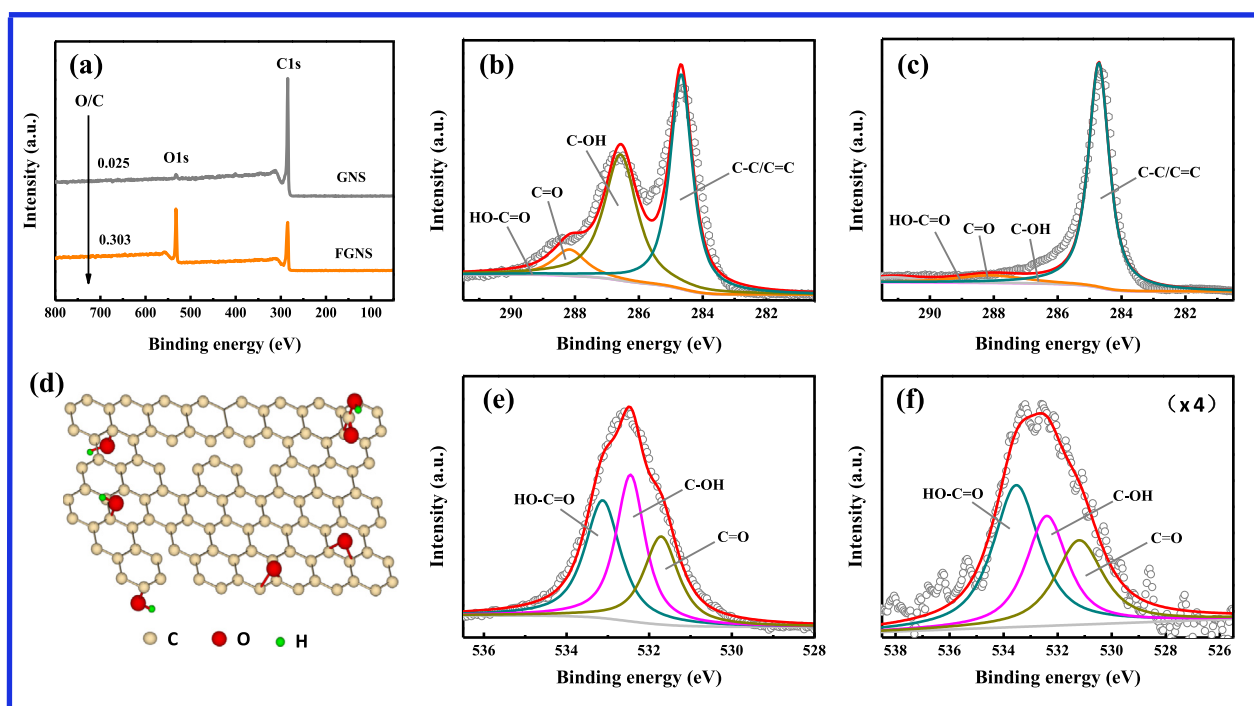 (a)
C1s
O/C
0.025
O1s
GNS
0.303
FGNS
Intensity (a.u.)
800 700 600 500 400 300 200 100
Binding energy (eV)
(b)
C-OH
C=O
HO-C=O
C-C/C=C
Intensity (a.u.)
290 288 286 284 282
Binding energy (eV)
(c)
C-C/C=C
HO-C=O
C=O
C-OH
Intensity (a.u.)
290 288 286 284 282
Binding energy (eV)
(d)
C O H
(e)
HO-C=O
C-OH
C=O
Intensity (a.u.)
536 534 532 530 528
Binding energy (eV)
(f)
(x4)
HO-C=O
C-OH
C=O
Intensity (a.u.)
538 536 534 532 530 528 526
Binding energy (eV)